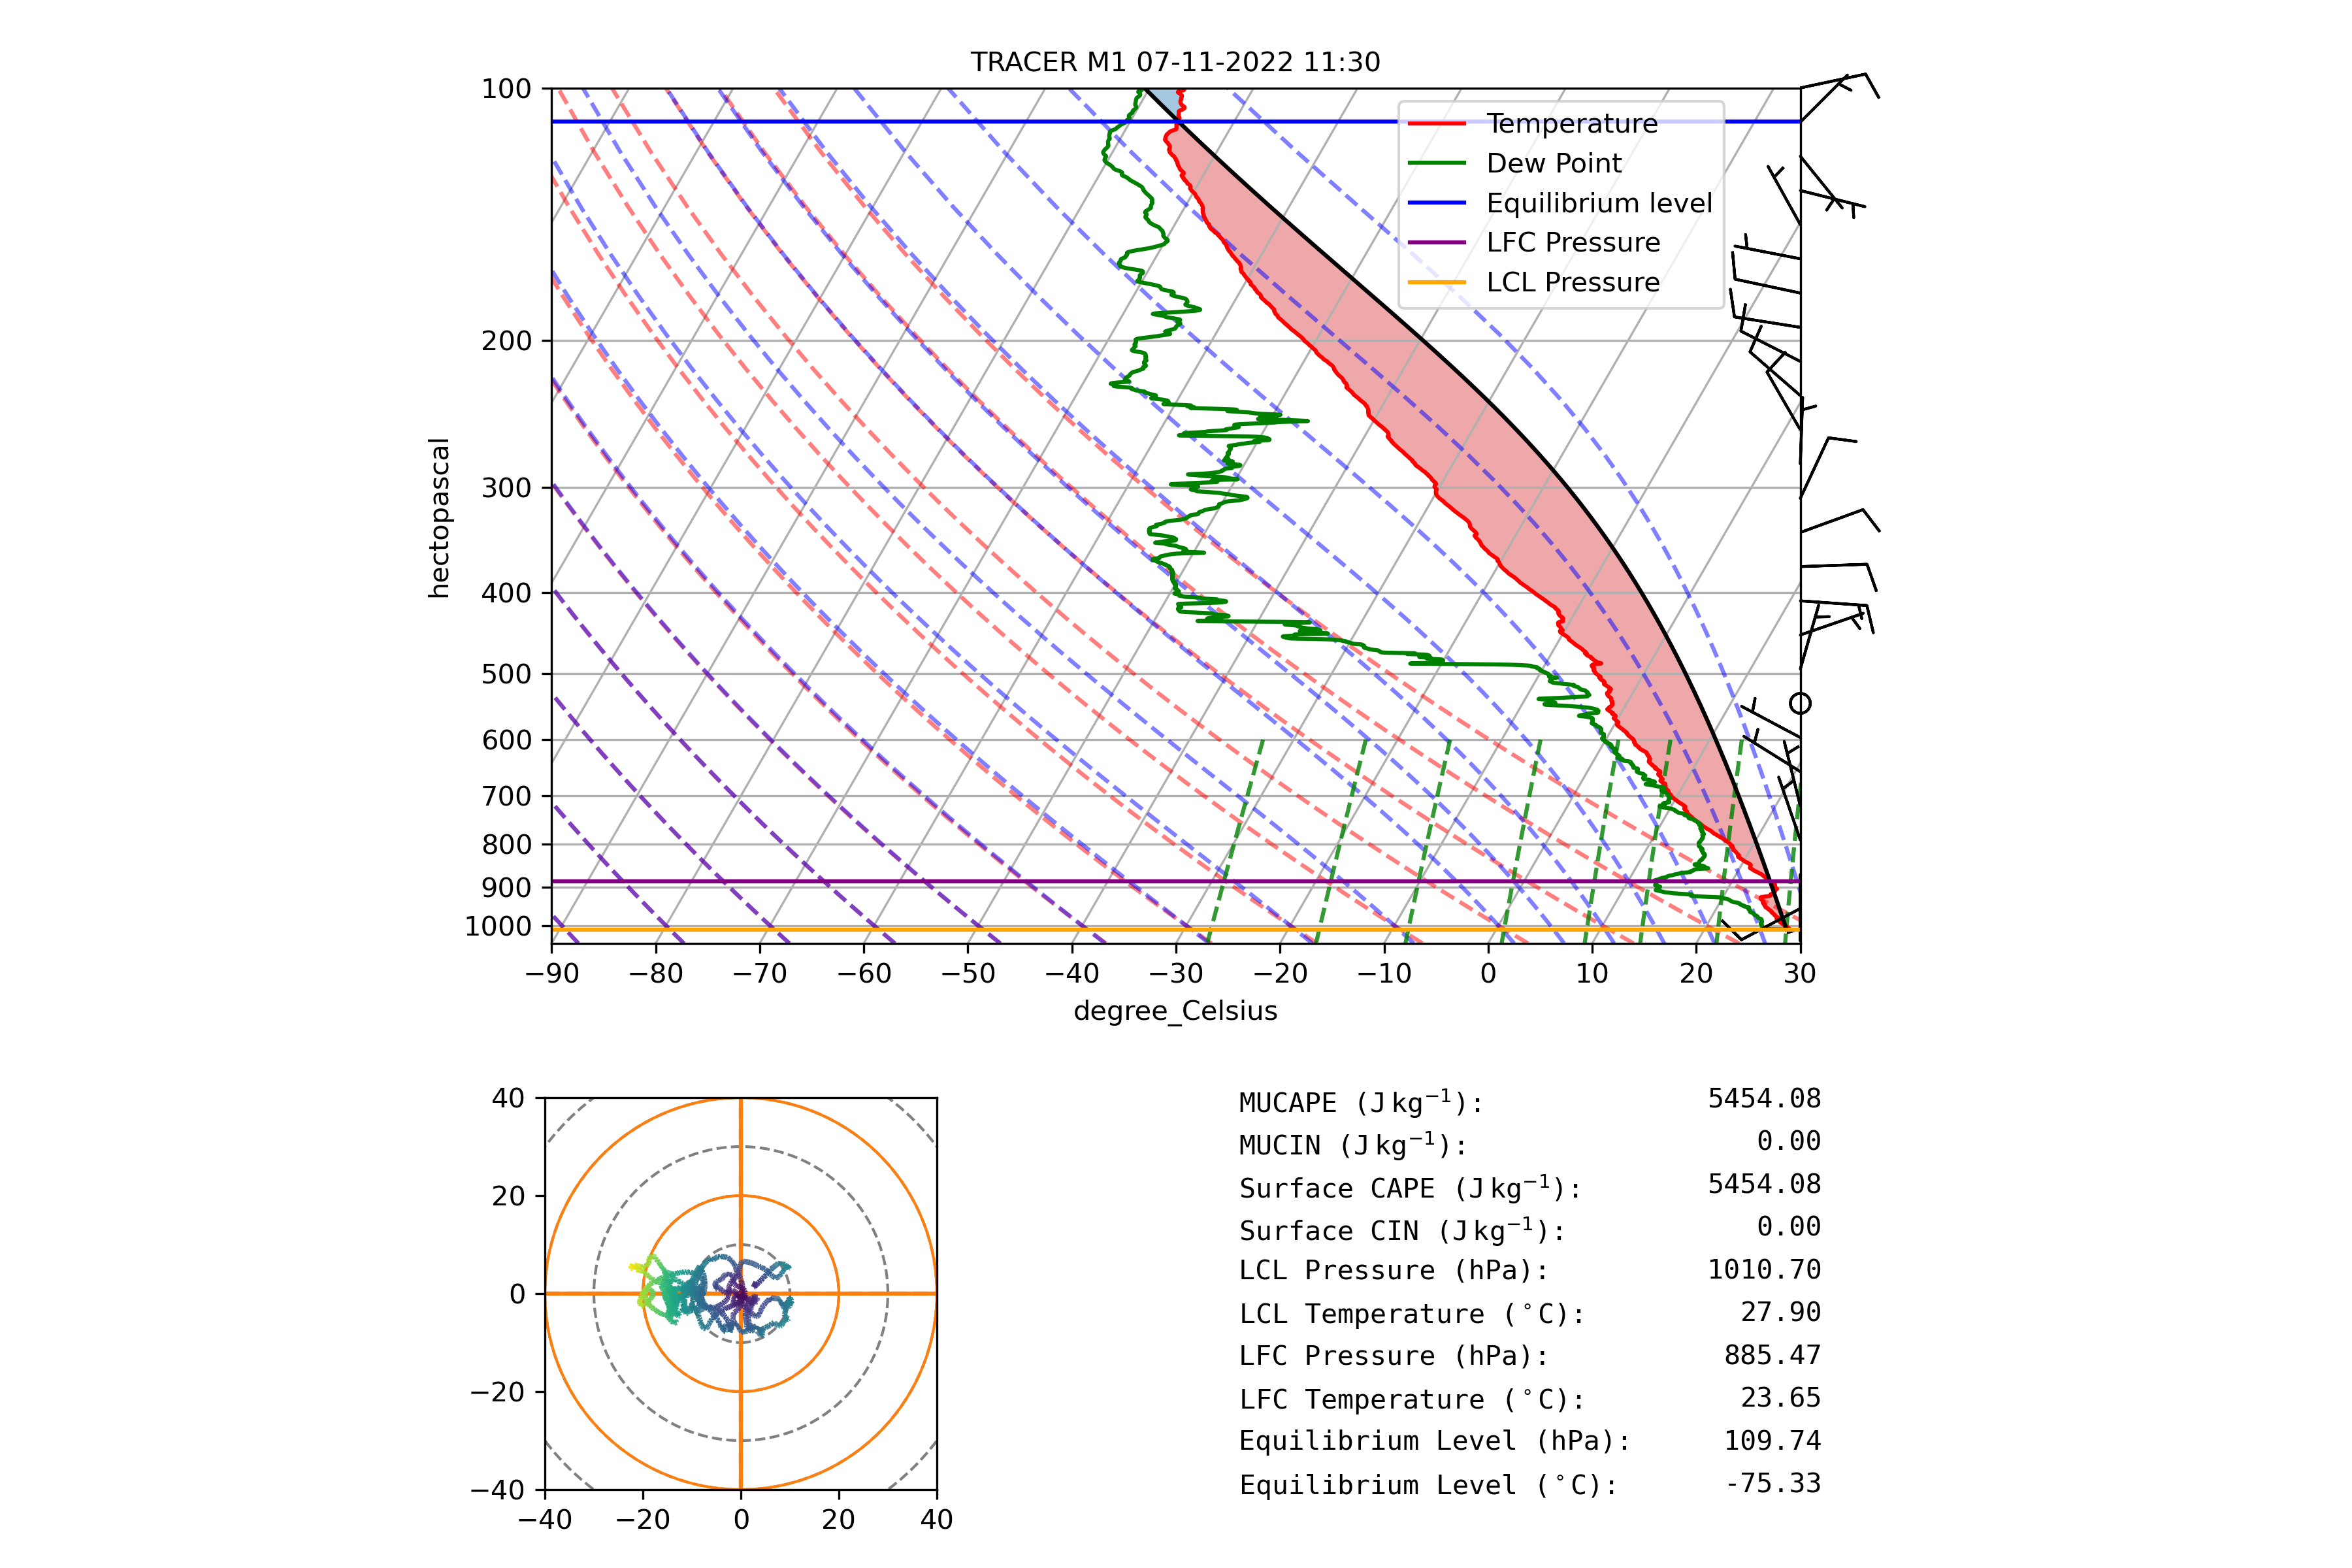 TRACER M1 07-11-2022 11:30
100
200
300
400
500
600
700
800
900
1000
hectopascal
Temperature
Dew Point
Equilibrium level
LFC Pressure
LCL Pressure
−90 −80 −70 −60 −50 −40 −30 −20 −10 0 10 20 30
degree_Celsius
40
20
0
−20
−40
−40 −20 0 20 40
MUCAPE (J kg⁻¹): 5454.08
MUCIN (J kg⁻¹): 0.00
Surface CAPE (J kg⁻¹): 5454.08
Surface CIN (J kg⁻¹): 0.00
LCL Pressure (hPa): 1010.70
LCL Temperature (°C): 27.90
LFC Pressure (hPa): 885.47
LFC Temperature (°C): 23.65
Equilibrium Level (hPa): 109.74
Equilibrium Level (°C): -75.33